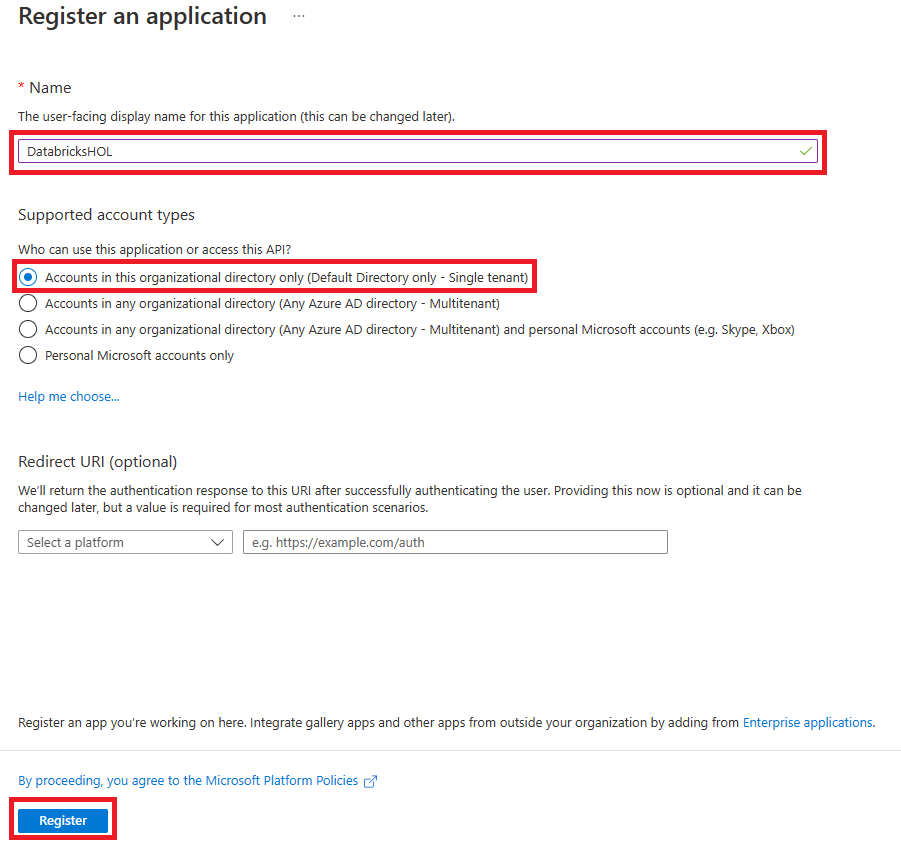 Register an application ...
* Name
The user-facing display name for this application (this can be changed later).
DatabricksHOL
Supported account types
Who can use this application or access this API?
Accounts in this organizational directory only (Default Directory only - Single tenant)
Accounts in any organizational directory (Any Azure AD directory - Multitenant)
Accounts in any organizational directory (Any Azure AD directory - Multitenant) and personal Microsoft accounts (e.g. Skype, Xbox)
Personal Microsoft accounts only
Help me choose...
Redirect URI (optional)
We'll return the authentication response to this URI after successfully authenticating the user. Providing this now is optional and it can be
changed later, but a value is required for most authentication scenarios.
Select a platform
e.g. https://example.com/auth
Register an app you're working on here. Integrate gallery apps and other apps from outside your organization by adding from Enterprise applications.
By proceeding, you agree to the Microsoft Platform Policies
Register